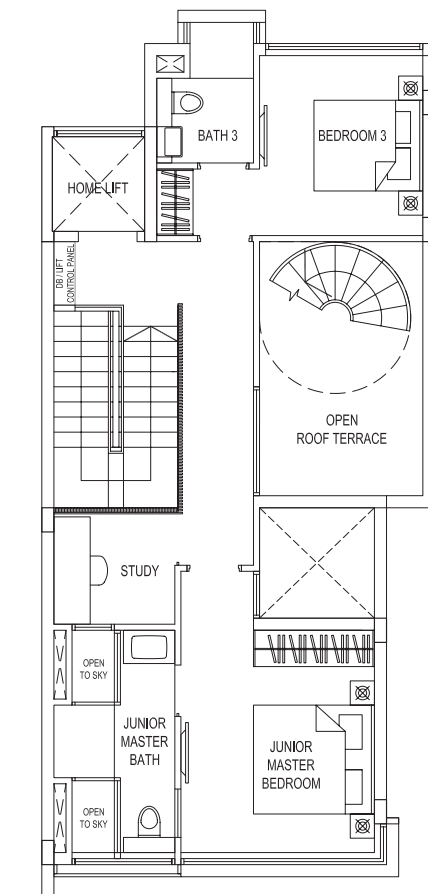 BATH 3
BEDROOM 3
HOME LIFT
DB / LIFT
CONTROL PANEL
OPEN
ROOF TERRACE
STUDY
OPEN
TO SKY
JUNIOR
MASTER
BATH
JUNIOR
MASTER
BEDROOM
OPEN
TO SKY